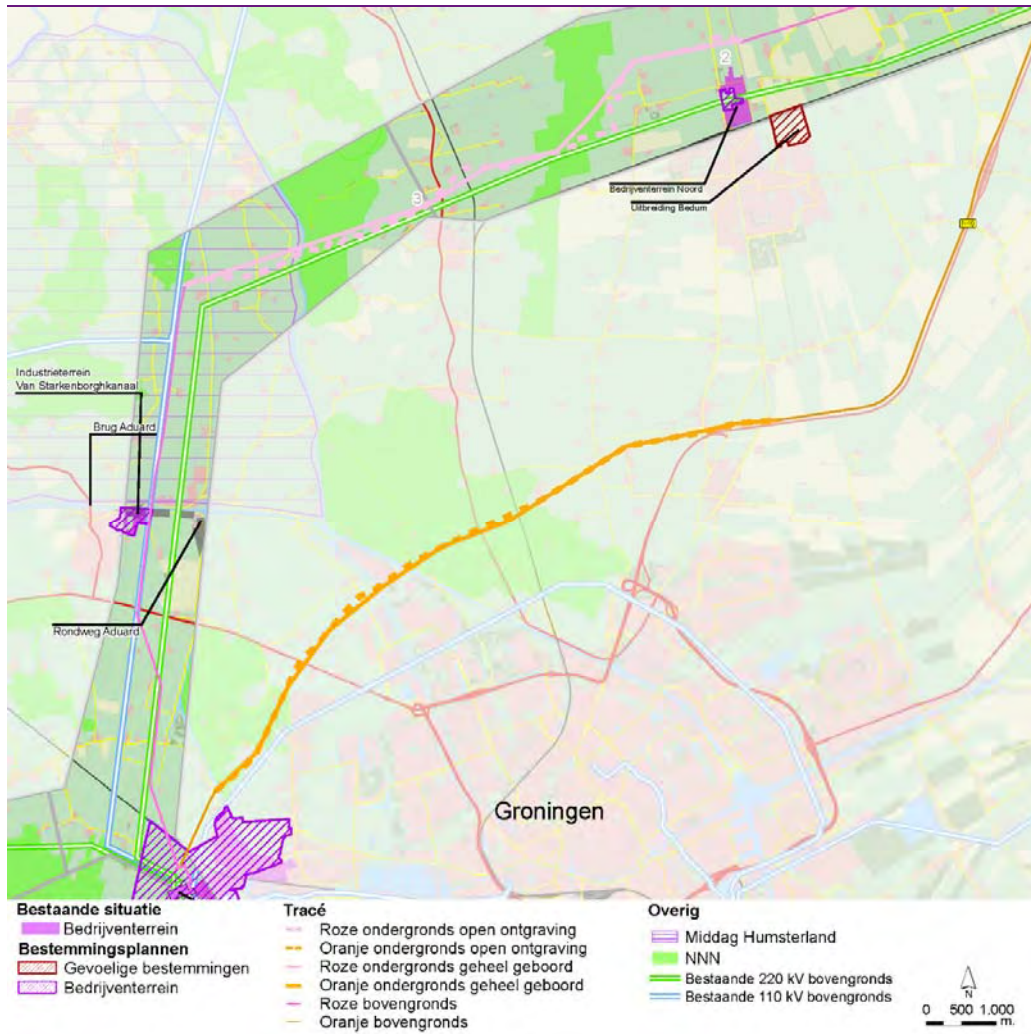 2
Bedrijventerrein Noord
Uitbreiding Bedum
3
Industrieterrein
Van Starkenborghkanaal
Brug Aduard
Rondweg Aduard
Groningen
Bestaande situatie
Bedrijventerrein
Bestemmingsplannen
Gevoelige bestemmingen
Bedrijventerrein
Tracé
Roze ondergronds open ontgraving
Oranje ondergronds open ontgraving
Roze ondergronds geheel geboord
Oranje ondergronds geheel geboord
Roze bovengronds
Oranje bovengronds
Overig
Middag Humsterland
NNN
Bestaande 220 kV bovengronds
Bestaande 110 kV bovengronds
N
0 500 1.000
m.